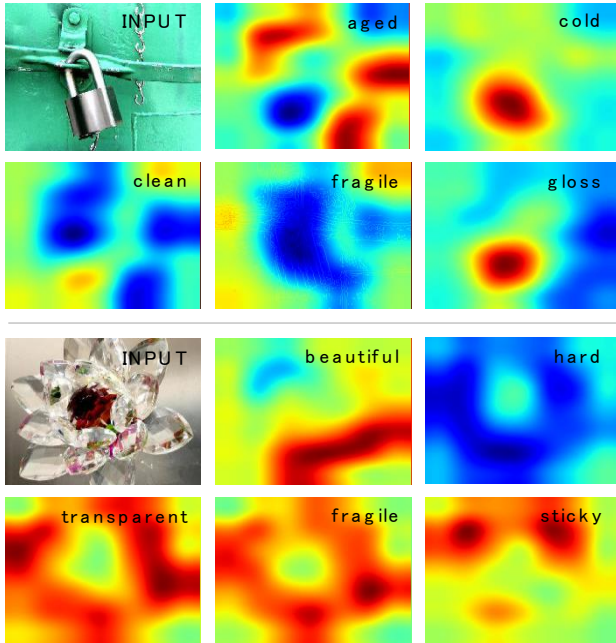 INPUT
aged
cold
clean
fragile
gloss
INPUT
beautiful
hard
transparent
fragile
sticky